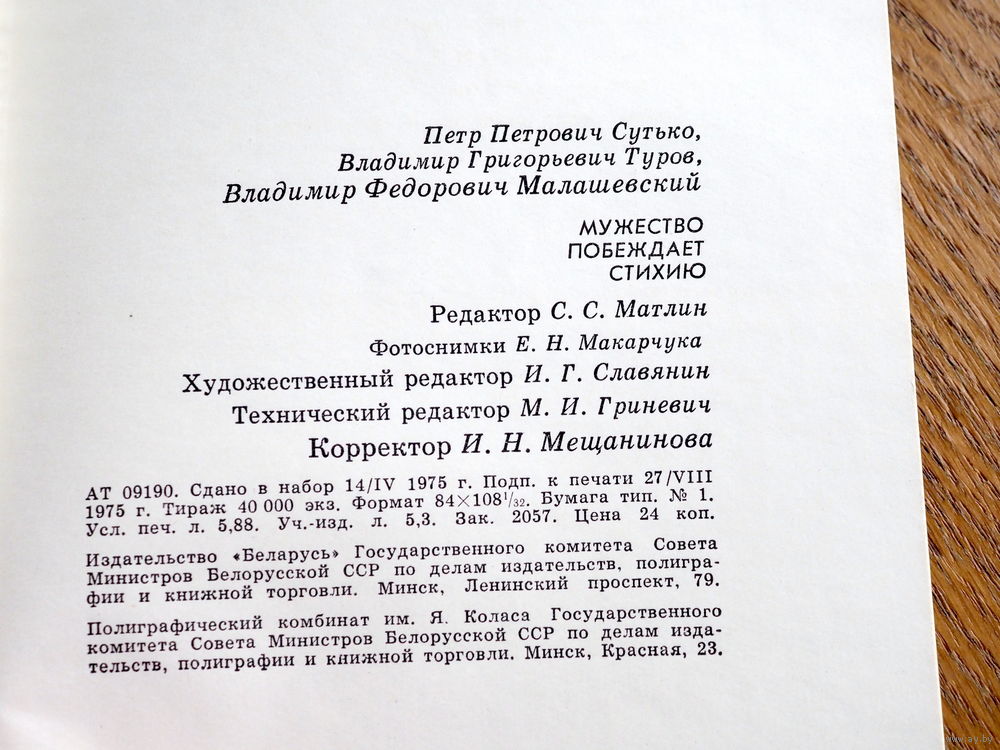 Петр Петрович Сутько,
Владимир Григорьевич Туров,
Владимир Федорович Малашевский
МУЖЕСТВО
ПОБЕЖДАЕТ
СТИХИЮ
Редактор С. С. Матлин
Фотоснимки Е. Н. Макарчука
Художественный редактор И. Г. Славянин
Технический редактор М. И. Гриневич
Корректор И. Н. Мещанинова
АТ 09190. Сдано в набор 14/IV 1975 г. Подп. к печати 27/VIII
1975 г. Тираж 40 000 экз. Формат 84×108¹/₃₂. Бумага тип. № 1.
Усл. печ. л. 5,88. Уч.-изд. л. 5,3. Зак. 2057. Цена 24 коп.
Издательство «Беларусь» Государственного комитета Совета
Министров Белорусской ССР по делам издательств, полигра-
фии и книжной торговли. Минск, Ленинский проспект, 79.
Полиграфический комбинат им. Я. Коласа Государственного
комитета Совета Министров Белорусской ССР по делам изда-
тельств, полиграфии и книжной торговли. Минск, Красная, 23.
www.ay.by